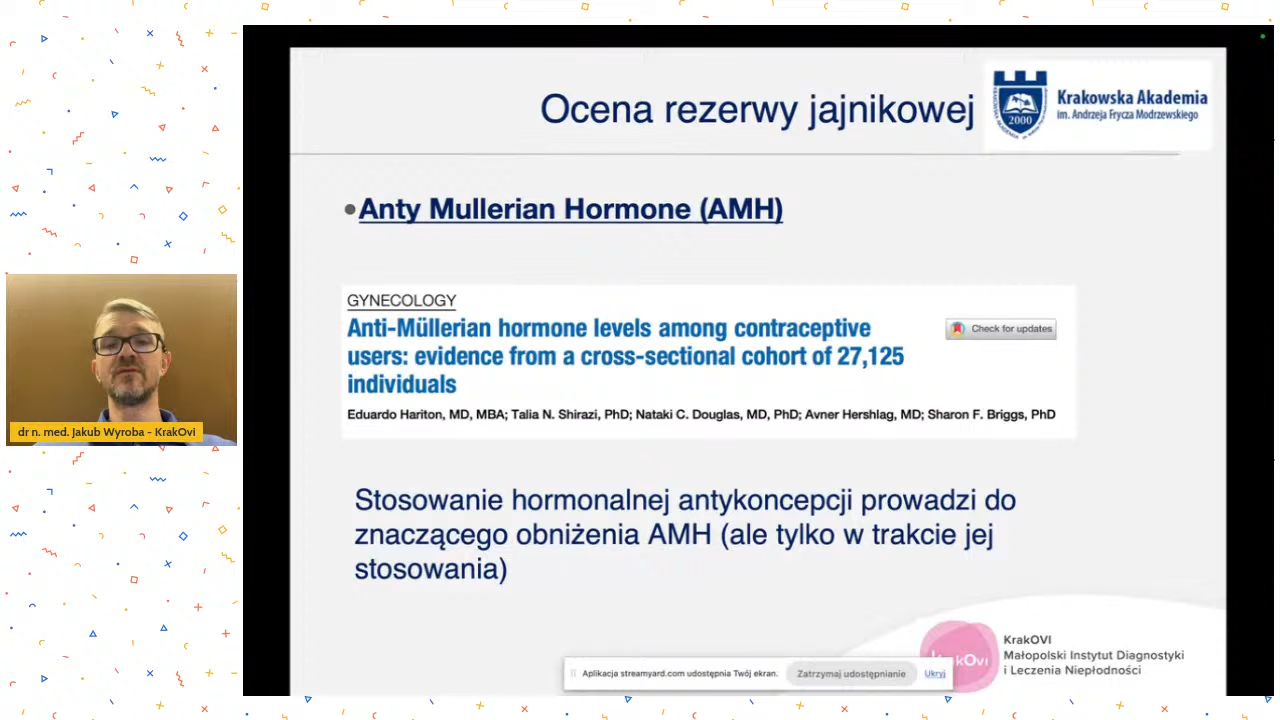 Ocena rezerwy jajnikowej
2000
Krakowska Akademia
im. Andrzeja Frycza Modrzewskiego
Anty Mullerian Hormone (AMH)
GYNECOLOGY
Anti-Müllerian hormone levels among contraceptive
users: evidence from a cross-sectional cohort of 27,125
individuals
Check for updates
Eduardo Hariton, MD, MBA; Talia N. Shirazi, PhD; Nataki C. Douglas, MD, PhD; Avner Hershlag, MD; Sharon F. Briggs, PhD
dr n. med. Jakub Wyroba - KrakOvi
Stosowanie hormonalnej antykoncepcji prowadzi do
znaczącego obniżenia AMH (ale tylko w trakcie jej
stosowania)
KrakOVI
Małopolski Instytut Diagnostyki
i Leczenia Niepłodności
Aplikacja streamyard.com udostępnia Twój ekran.
Zatrzymaj udostępnianie
Ukryj